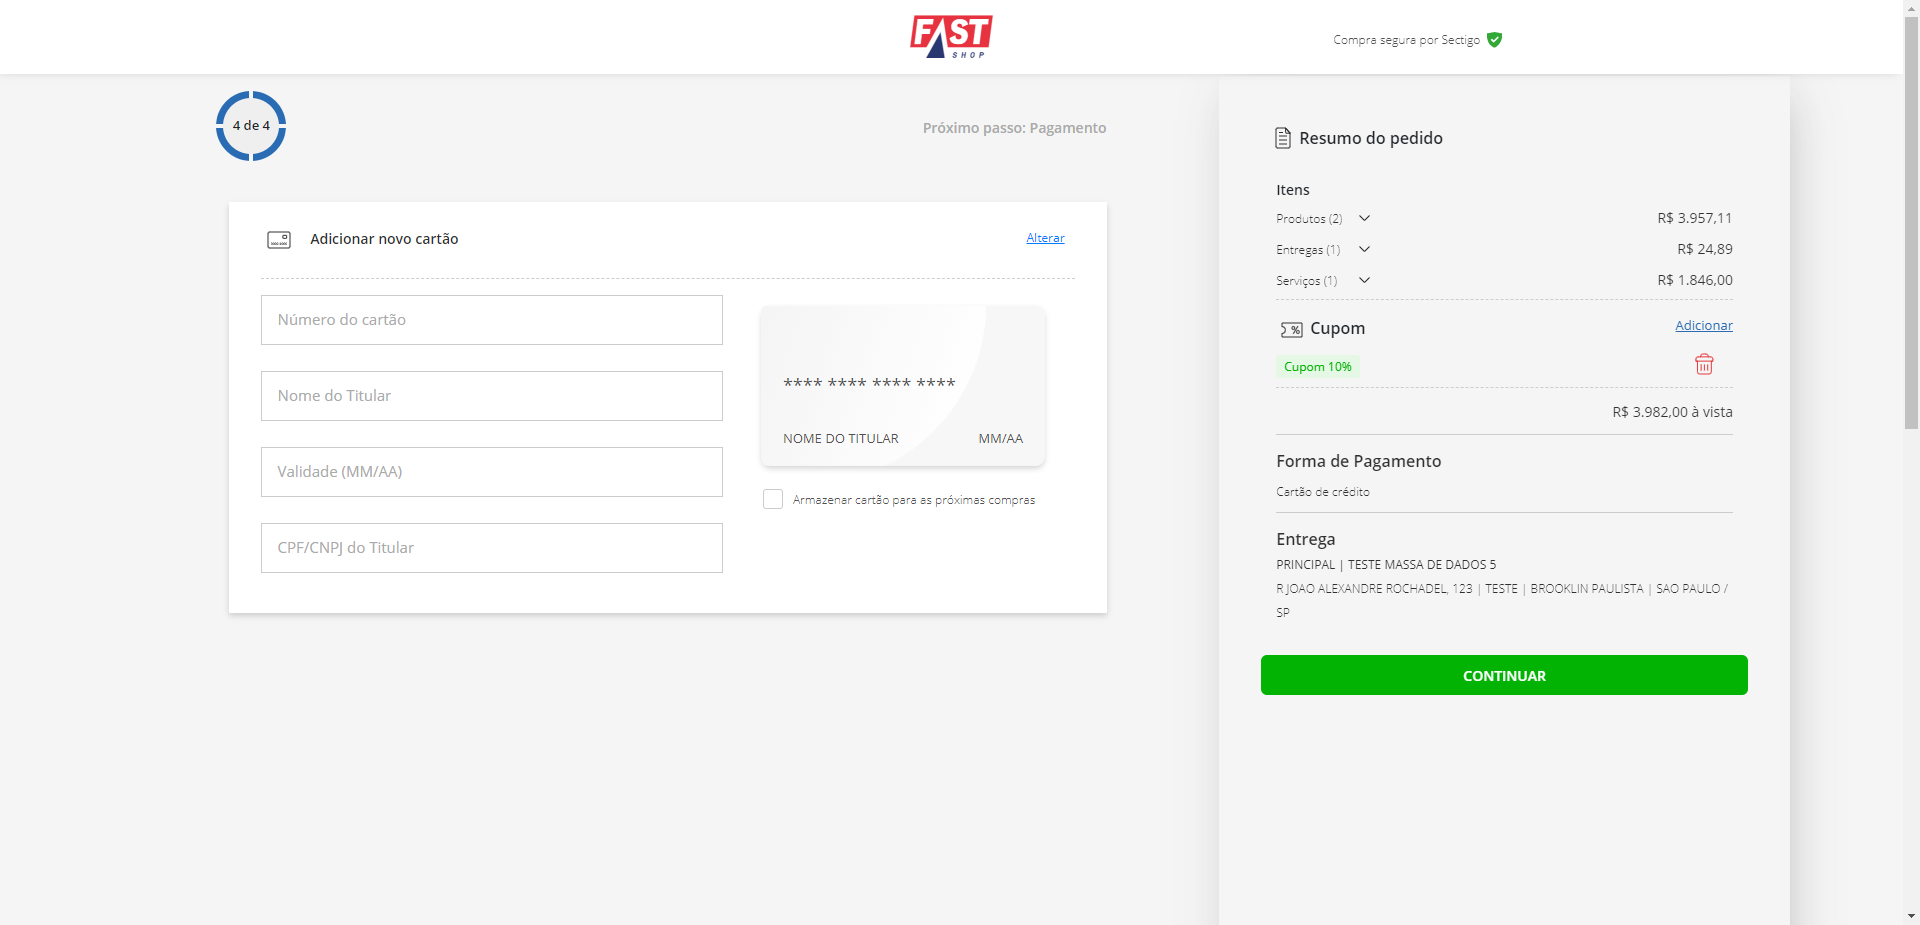 FAST
SHOP
Compra segura por Sectigo
4 de 4
Próximo passo: Pagamento
Adicionar novo cartão
Alterar
Número do cartão
Nome do Titular
Validade (MM/AA)
CPF/CNPJ do Titular
**** **** **** ****
NOME DO TITULAR MM/AA
Armazenar cartão para as próximas compras
Resumo do pedido
Itens
Produtos (2) R$ 3.957,11
Entregas (1) R$ 24,89
Serviços (1) R$ 1.846,00
% Cupom Adicionar
Cupom 10%
R$ 3.982,00 à vista
Forma de Pagamento
Cartão de crédito
Entrega
PRINCIPAL | TESTE MASSA DE DADOS 5
R JOAO ALEXANDRE ROCHADEL, 123 | TESTE | BROOKLIN PAULISTA | SAO PAULO /
SP
CONTINUAR